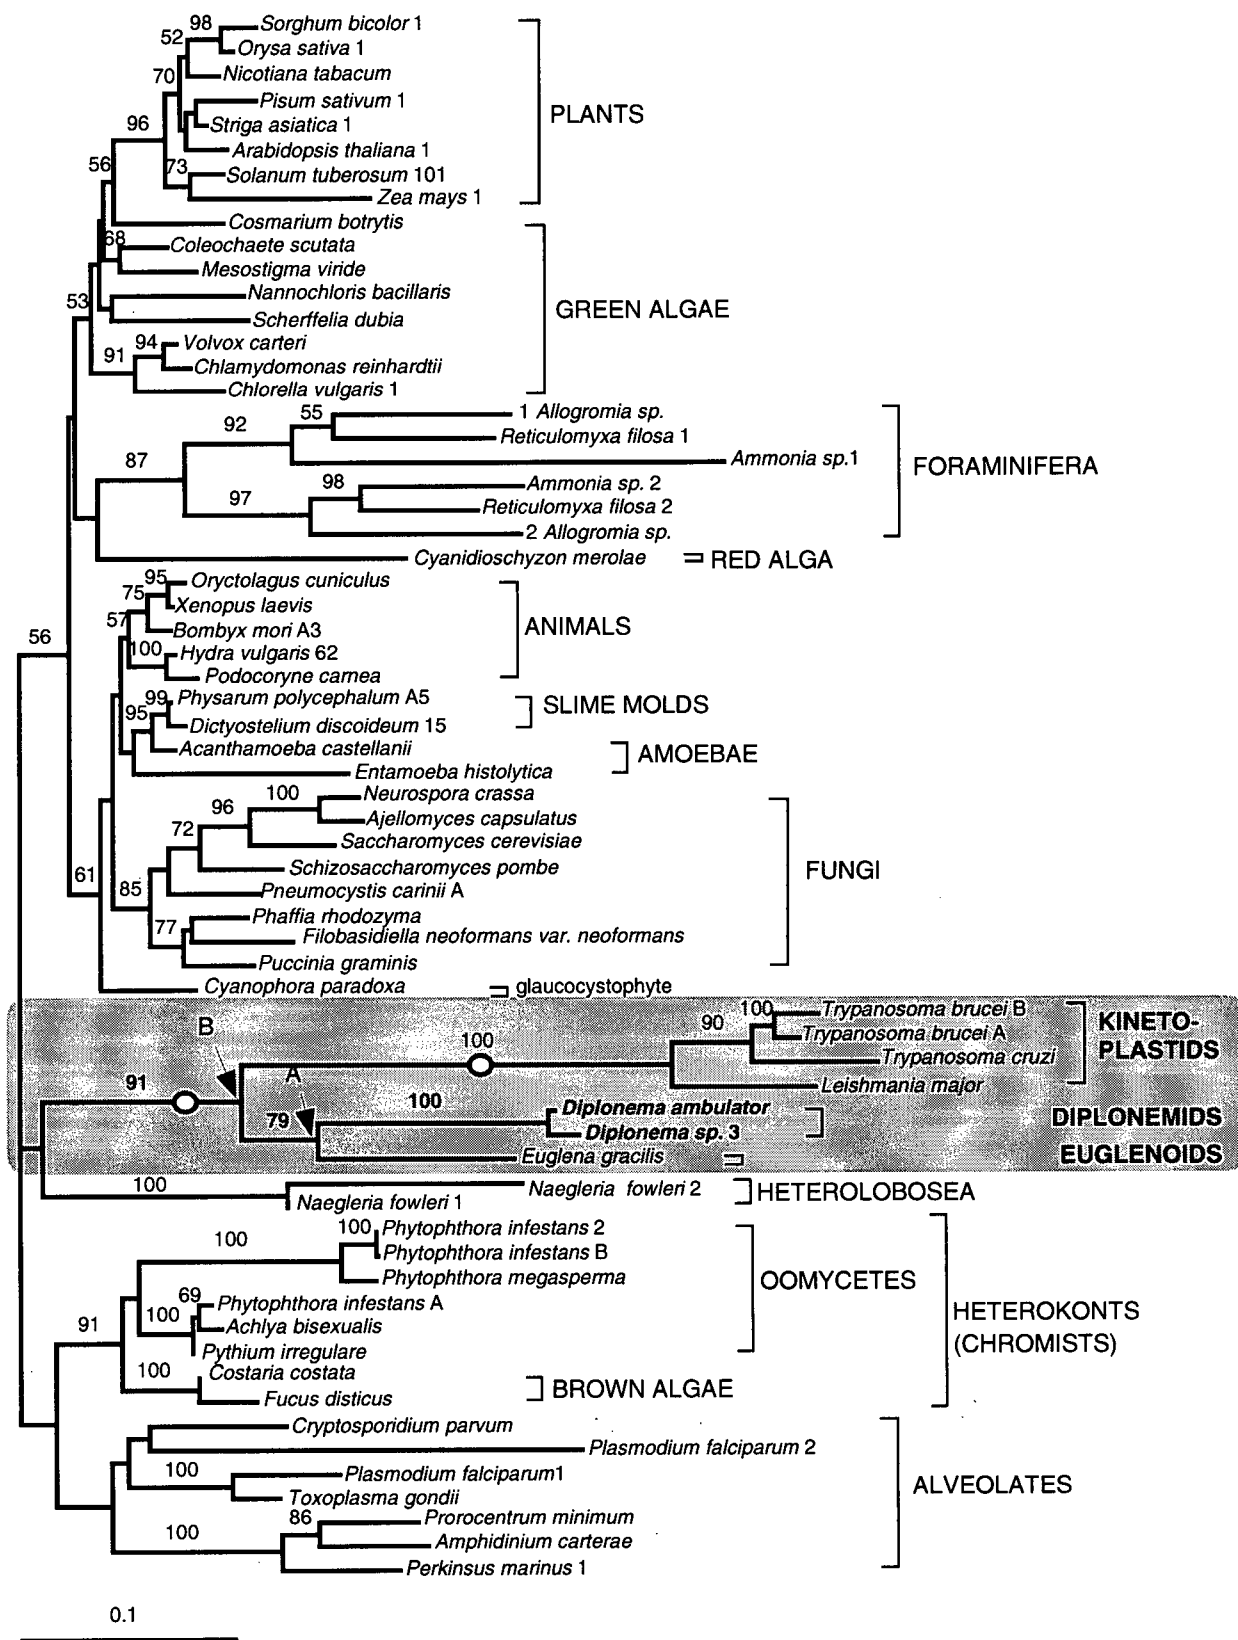 98
Sorghum bicolor 1
52
Orysa sativa 1
70
Nicotiana tabacum
Pisum sativum 1
PLANTS
96
Striga asiatica 1
Arabidopsis thaliana 1
56
73
Solanum tuberosum 101
Zea mays 1
Cosmarium botrytis
68
Coleochaete scutata
Mesostigma viride
53
Nannochloris bacillaris
GREEN ALGAE
Scherffelia dubia
94
Volvox carteri
91
Chlamydomonas reinhardtii
Chlorella vulgaris 1
55
1 Allogromia sp.
92
Reticulomyxa filosa 1
87
Ammonia sp.1
FORAMINIFERA
98
Ammonia sp. 2
97
Reticulomyxa filosa 2
2 Allogromia sp.
Cyanidioschyzon merolae
RED ALGA
95
Oryctolagus cuniculus
75
Xenopus laevis
57
Bombyx mori A3
ANIMALS
56
100
Hydra vulgaris 62
Podocoryne carnea
99
Physarum polycephalum A5
SLIME MOLDS
95
Dictyostelium discoideum 15
Acanthamoeba castellanii
AMOEBAE
Entamoeba histolytica
100
Neurospora crassa
96
Ajellomyces capsulatus
72
Saccharomyces cerevisiae
Schizosaccharomyces pombe
FUNGI
61
85
Pneumocystis carinii A
77
Phaffia rhodozyma
Filobasidiella neoformans var. neoformans
Puccinia graminis
Cyanophora paradoxa
glaucocystophyte
100
Trypanosoma brucei B
B
90
Trypanosoma brucei A
KINETO-
PLASTIDS
100
Trypanosoma cruzi
91
A
Leishmania major
100
Diplonema ambulator
DIPLONEMIDS
79
Diplonema sp. 3
Euglena gracilis
EUGLENOIDS
100
Naegleria fowleri 2
HETEROLOBOSEA
Naegleria fowleri 1
100
Phytophthora infestans 2
100
Phytophthora infestans B
Phytophthora megasperma
OOMYCETES
69
Phytophthora infestans A
HETEROKONTS
(CHROMISTS)
91
100
Achlya bisexualis
Pythium irregulare
100
Costaria costata
Fucus disticus
BROWN ALGAE
Cryptosporidium parvum
Plasmodium falciparum 2
100
Plasmodium falciparum1
ALVEOLATES
Toxoplasma gondii
86
Prorocentrum minimum
100
Amphidinium carterae
Perkinsus marinus 1
0.1